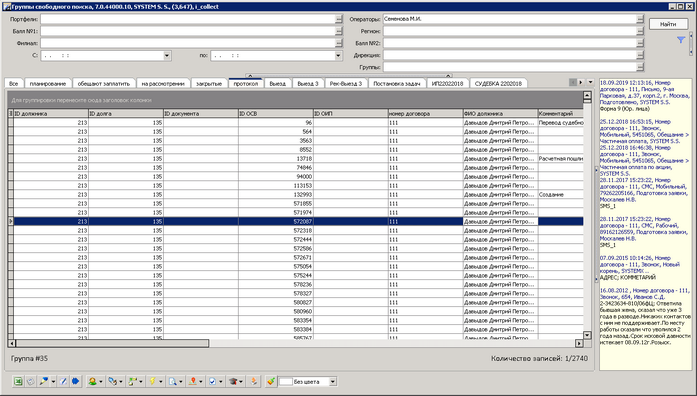 Группы свободного поиска, 7.0.44000.10, SYSTEM S. S., (3,647), i_collect
Портфели:
Операторы: Семенова М.И.
Найти
Балл №1:
Регион:
Филиал:
Балл №2:
С: . . : :
по: . . : :
Дирекция:
Группы:
Все планирование обещают заплатить на рассмотрении закрытые протокол Выезд Выезд 3 Рек-Выезд 3 Постановка задач ИП22022018 СУДЕБКА 2202018
Для группировки перенесите сюда заголовок колонки
ID должника ID долга ID документа ID ОСВ ID ОИП номер договора ФИО должника Комментарий
213 135 96 111 Давыдов Дмитрий Петро... Перевод судебно
213 135 564 111 Давыдов Дмитрий Петро...
213 135 3563 111 Давыдов Дмитрий Петро...
213 135 8552 111 Давыдов Дмитрий Петро...
213 135 13718 111 Давыдов Дмитрий Петро... Расчетная пошли
213 135 74846 111 Давыдов Дмитрий Петро...
213 135 94000 111 Давыдов Дмитрий Петро...
213 135 113153 111 Давыдов Дмитрий Петро...
213 135 132993 111 Давыдов Дмитрий Петро... Создание
213 135 571855 111 Давыдов Дмитрий Петро...
213 135 571974 111 Давыдов Дмитрий Петро...
213 135 572087 111 Давыдов Дмитрий Петро...
213 135 572318 111 Давыдов Дмитрий Петро...
213 135 572444 111 Давыдов Дмитрий Петро...
213 135 572586 111 Давыдов Дмитрий Петро...
213 135 572671 111 Давыдов Дмитрий Петро...
213 135 575054 111 Давыдов Дмитрий Петро...
213 135 575244 111 Давыдов Дмитрий Петро...
213 135 578236 111 Давыдов Дмитрий Петро...
213 135 578327 111 Давыдов Дмитрий Петро...
213 135 580827 111 Давыдов Дмитрий Петро...
213 135 580960 111 Давыдов Дмитрий Петро...
213 135 583354 111 Давыдов Дмитрий Петро...
213 135 583384 111 Давыдов Дмитрий Петро...
213 135 585767 111 Давыдов Дмитрий Петро...
Группа #35
Количество записей: 1/2740
Без цвета
18.09.2019 12:13:16, Номер
договора - 111, Письмо, 9-ая
Парковая, д.37, корп.2, г. Москва,
Подготовлено, SYSTEM S.S.
Форма 9 (Юр. лица)
25.12.2018 16:53:15, Номер
договора - 111, Звонок,
Мобильный, 5451065, Обещание >
Частичная оплата, SYSTEM S.S.
25.12.2018 16:46:38, Номер
договора - 111, Звонок,
Мобильный, 5451065, Обещание >
Частичная оплата по акции,
SYSTEM S.S.
28.11.2017 15:23:22, Номер
договора - 111, СМС, Мобильный,
79262205166, Подготовка заявки,
Москалев Н.В.
SMS_1
28.11.2017 15:23:22, Номер
договора - 111, СМС, Рабочий,
89162126559, Подготовка заявки,
Москалев Н.В.
SMS_1
07.09.2015 10:14:26, Номер
договора - 111, Звонок, Новый
корень, SYSTEMX ..
АДРЕС; КОММЕТАРИЙ
16.08.2012 , Номер договора - 111,
Звонок, 654, Иванов С.Д.
2-3423634-810/06фЦ; Ответила
бывшая жена, сказал что уже 3
года в разводе.Никаких контактов
с им не поддерживает.По месту
работы сказали что уволился 2
года назад.Срок исковой давности
истекает 08.09.12г.Розыск.